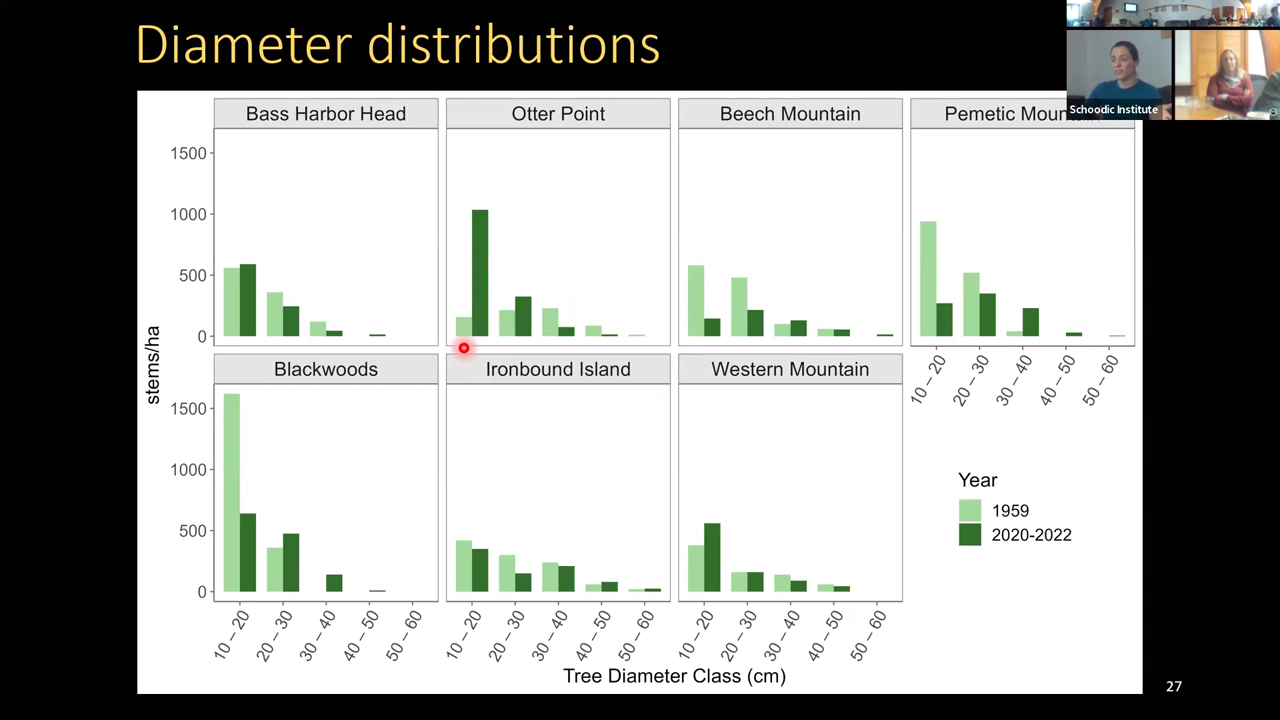 Diameter distributions
Schoodic Institute
Bass Harbor Head
Otter Point
Beech Mountain
Pemetic Moun
1500
1000
500
0
10 – 20
20 – 30
30 – 40
40 – 50
50 – 60
stems/ha
Blackwoods
Ironbound Island
Western Mountain
1500
1000
500
0
Year
1959
2020-2022
10 – 20
20 – 30
30 – 40
40 – 50
50 – 60
10 – 20
20 – 30
30 – 40
40 – 50
50 – 60
10 – 20
20 – 30
30 – 40
40 – 50
50 – 60
Tree Diameter Class (cm)
27